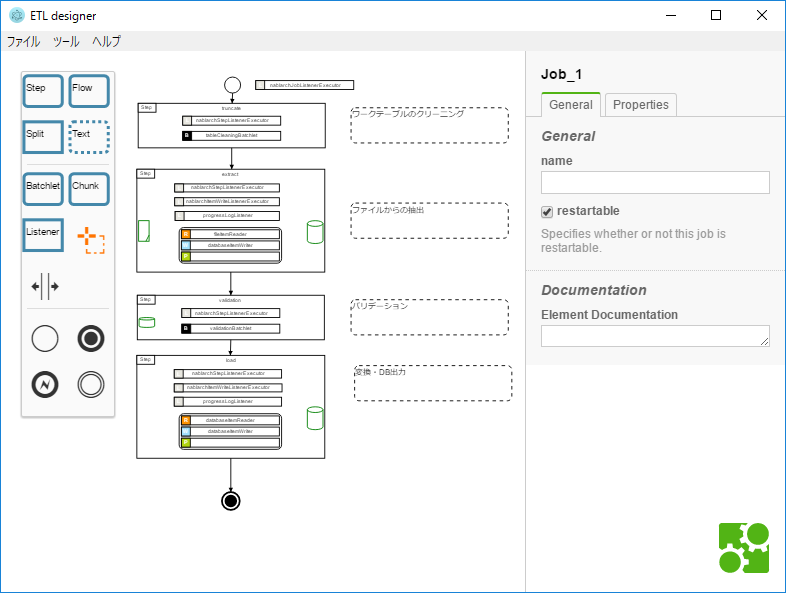 ETL designer
ファイル ツール ヘルプ
Step Flow
Split Text
Batchlet Chunk
Listener
nablarchJobListenerExecutor
Step truncate
nablarchStepListenerExecutor
B tableCleaningBatchlet
ワークテーブルのクリーニング
Step extract
nablarchStepListenerExecutor
nablarchItemWriteListenerExecutor
progressLogListener
R fileItemReader
W databaseItemWriter
P
ファイルからの抽出
Step validation
nablarchStepListenerExecutor
B validationBatchlet
バリデーション
Step load
nablarchStepListenerExecutor
nablarchItemWriteListenerExecutor
progressLogListener
R databaseItemReader
W databaseItemWriter
P
変換・DB出力
Job_1
General Properties
General
name
restartable
Specifies whether or not this job is
restartable.
Documentation
Element Documentation